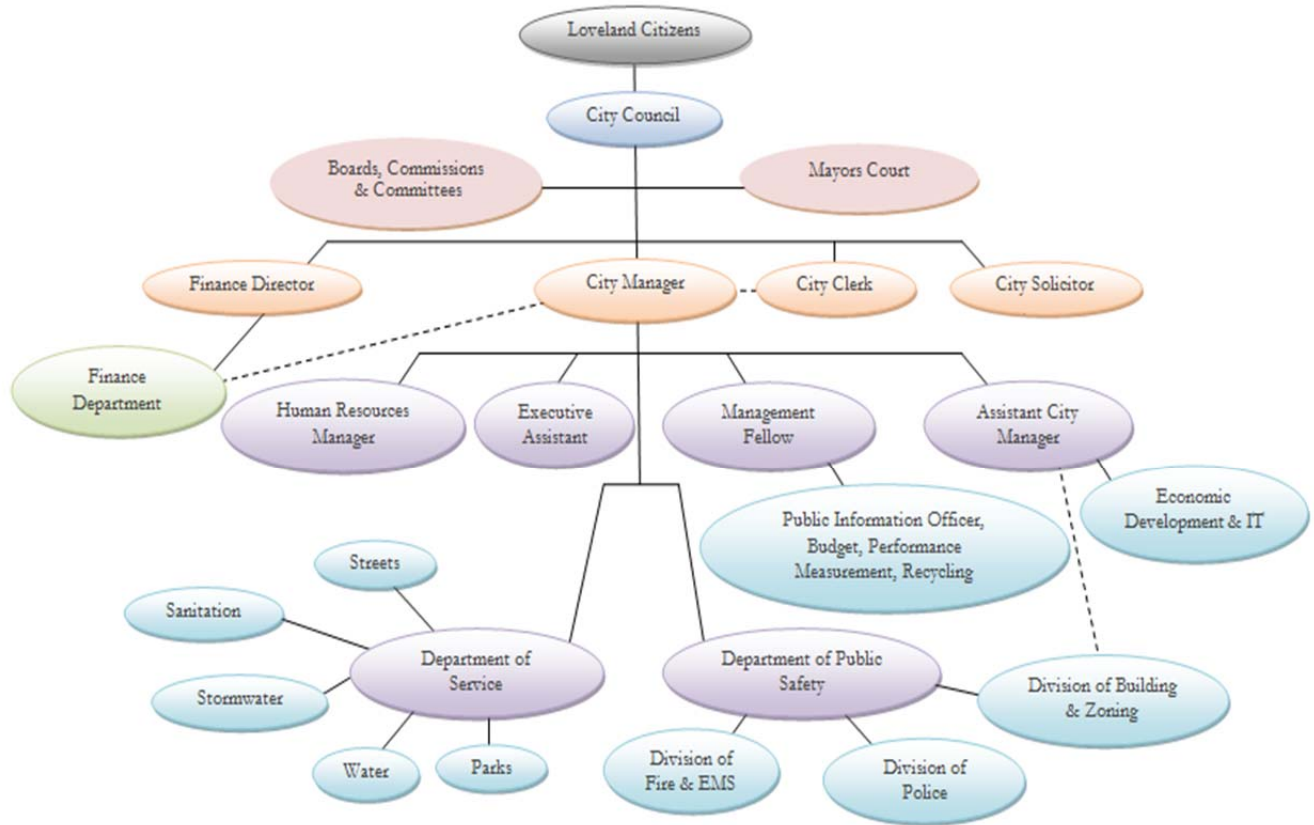 Loveland Citizens
City Council
Boards, Commissions
& Committees
Mayors Court
Finance Director
City Manager
City Clerk
City Solicitor
Finance
Department
Human Resources
Manager
Executive
Assistant
Management
Fellow
Assistant City
Manager
Public Information Officer,
Budget, Performance
Measurement, Recycling
Economic
Development & IT
Streets
Sanitation
Stormwater
Department of
Service
Water
Parks
Department of Public
Safety
Division of Building
& Zoning
Division of
Fire & EMS
Division of
Police